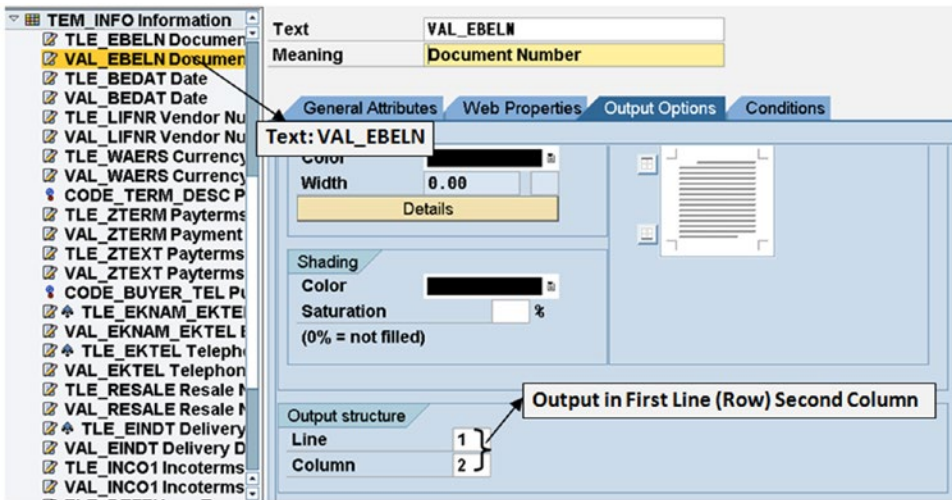 TEM_INFO Information
TLE_EBELN Documen
VAL_EBELN Documen
TLE_BEDAT Date
VAL_BEDAT Date
TLE_LIFNR Vendor Nu
VAL_LIFNR Vendor Nu
TLE_WAERS Currency
VAL_WAERS Currency
CODE_TERM_DESC P
TLE_ZTERM Payterms
VAL_ZTERM Payment
TLE_ZTEXT Payterms
VAL_ZTEXT Payterms
CODE_BUYER_TEL Pu
TLE_EKNAM_EKTE
VAL_EKNAM_EKTEL
TLE_EKTEL Teleph
VAL_EKTEL Telephon
TLE_RESALE Resale
VAL_RESALE Resale
TLE_EINDT Delivery
VAL_EINDT Delivery D
TLE_INCO1 Incoterms
VAL_INCO1 Incoterms
Text VAL_EBELN
Meaning Document Number
General Attributes Web Properties Output Options Conditions
Text: VAL_EBELN
Color
Width 0.00
Details
Shading
Color
Saturation %
(0% = not filled)
Output in First Line (Row) Second Column
Output structure
Line 1
Column 2